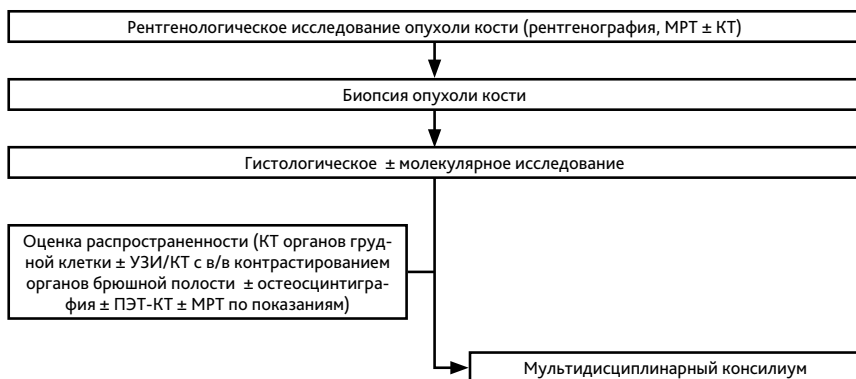 Рентгенологическое исследование опухоли кости (рентгенография, МРТ ± КТ)
Биопсия опухоли кости
Гистологическое ± молекулярное исследование
Оценка распространенности (КТ органов груд-
ной клетки ± УЗИ/КТ с в/в контрастированием
органов брюшной полости ± остеосцинтигра-
фия ± ПЭТ-КТ ± МРТ по показаниям)
Мультидисциплинарный консилиум